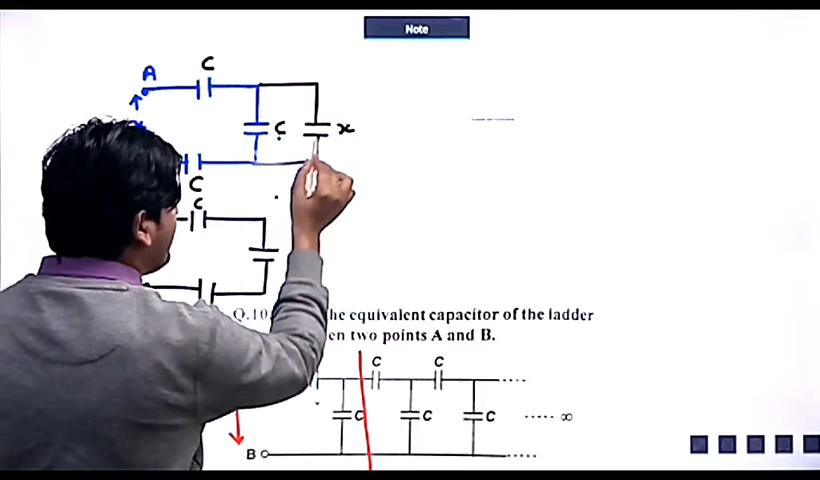 Note
C
A
C
x
C
C
Q.10
he equivalent capacitor of the ladder
en two points A and B.
C C
C C C ∞
B